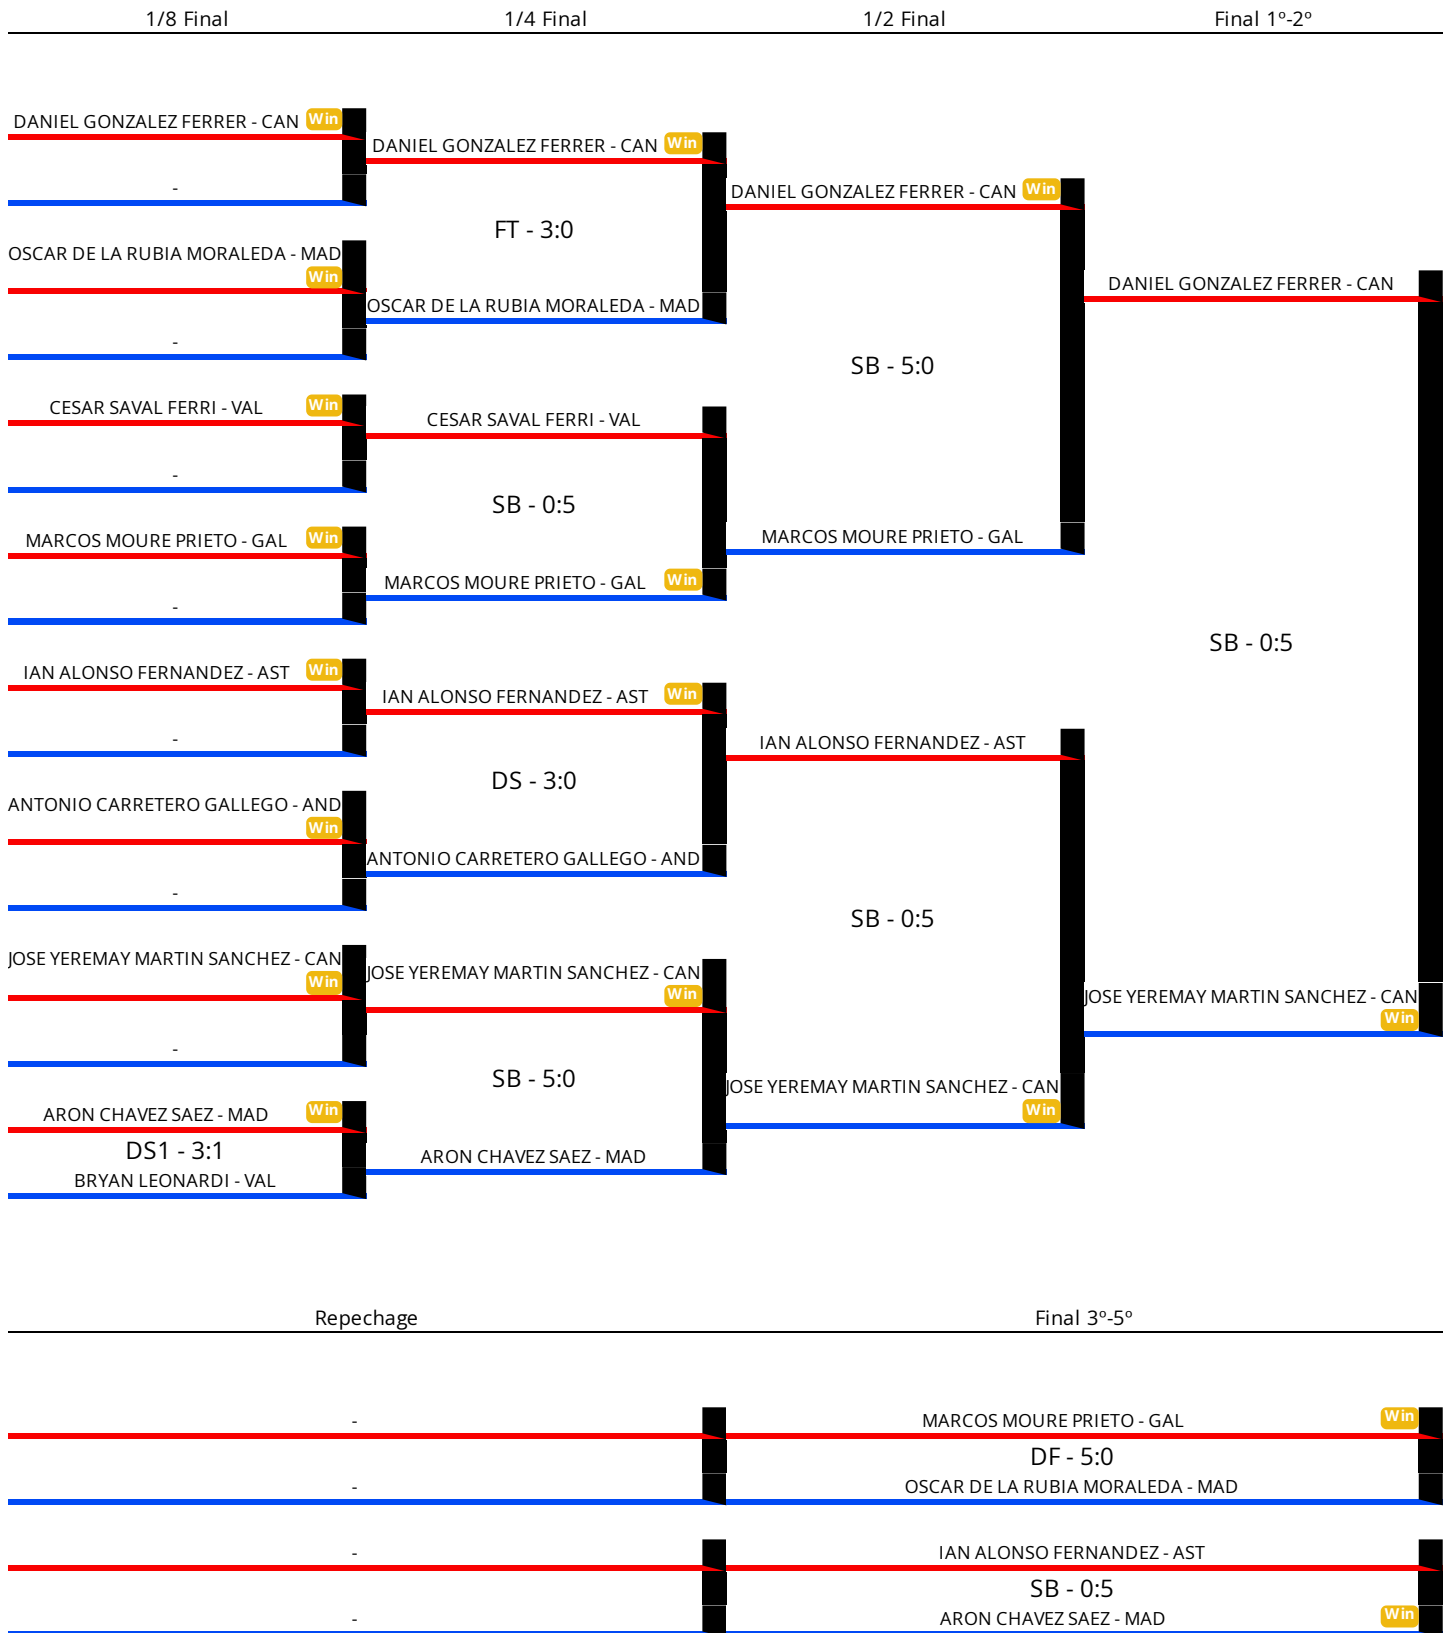 1/8 Final
1/4 Final
1/2 Final
Final 1º-2º
DANIEL GONZALEZ FERRER - CAN
Win
-
OSCAR DE LA RUBIA MORALEDA - MAD
Win
-
CESAR SAVAL FERRI - VAL
Win
-
MARCOS MOURE PRIETO - GAL
Win
-
IAN ALONSO FERNANDEZ - AST
Win
-
ANTONIO CARRETERO GALLEGO - AND
Win
-
JOSE YEREMAY MARTIN SANCHEZ - CAN
Win
-
ARON CHAVEZ SAEZ - MAD
Win
DS1 - 3:1
BRYAN LEONARDI - VAL
DANIEL GONZALEZ FERRER - CAN
Win
FT - 3:0
OSCAR DE LA RUBIA MORALEDA - MAD
CESAR SAVAL FERRI - VAL
SB - 0:5
MARCOS MOURE PRIETO - GAL
Win
IAN ALONSO FERNANDEZ - AST
Win
DS - 3:0
ANTONIO CARRETERO GALLEGO - AND
JOSE YEREMAY MARTIN SANCHEZ - CAN
Win
SB - 5:0
ARON CHAVEZ SAEZ - MAD
DANIEL GONZALEZ FERRER - CAN
Win
SB - 5:0
MARCOS MOURE PRIETO - GAL
IAN ALONSO FERNANDEZ - AST
SB - 0:5
JOSE YEREMAY MARTIN SANCHEZ - CAN
Win
DANIEL GONZALEZ FERRER - CAN
SB - 0:5
JOSE YEREMAY MARTIN SANCHEZ - CAN
Win
Repechage
Final 3º-5º
-
-
-
-
MARCOS MOURE PRIETO - GAL
Win
DF - 5:0
OSCAR DE LA RUBIA MORALEDA - MAD
IAN ALONSO FERNANDEZ - AST
SB - 0:5
ARON CHAVEZ SAEZ - MAD
Win